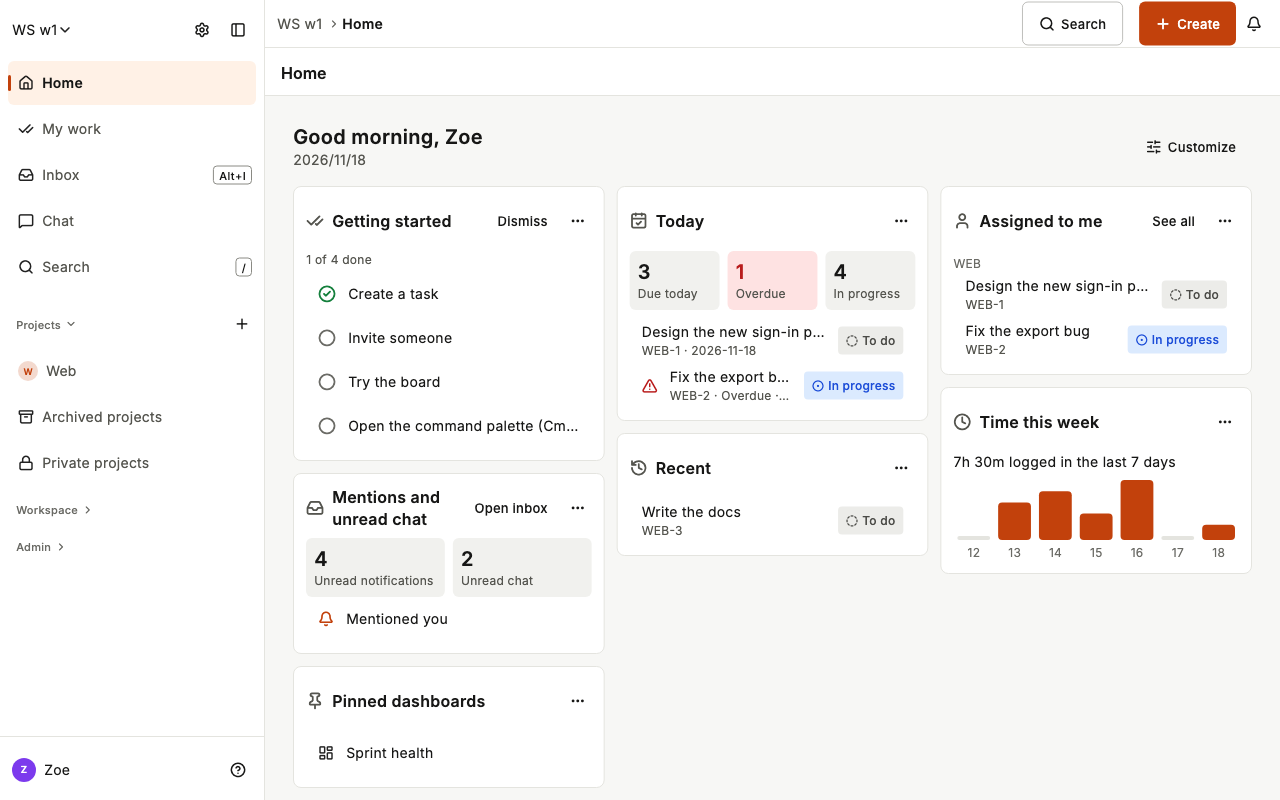 WS w1
Home
My work
Inbox
Alt+I
Chat
Search
/
Projects
W
Web
Archived projects
Private projects
Workspace
Admin
Z
Zoe
WS w1
Home
Search
Create
Home
Good morning, Zoe
2026/11/18
Customize
Getting started
Dismiss
1 of 4 done
Create a task
Invite someone
Try the board
Open the command palette (Cm...
Mentions and
unread chat
Open inbox
4
Unread notifications
2
Unread chat
Mentioned you
Pinned dashboards
Sprint health
Today
3
Due today
1
Overdue
4
In progress
Design the new sign-in p...
WEB-1 · 2026-11-18
To do
Fix the export b...
WEB-2 · Overdue ·...
In progress
Recent
Write the docs
WEB-3
To do
Assigned to me
See all
WEB
Design the new sign-in p...
WEB-1
To do
Fix the export bug
WEB-2
In progress
Time this week
7h 30m logged in the last 7 days
12 13 14 15 16 17 18